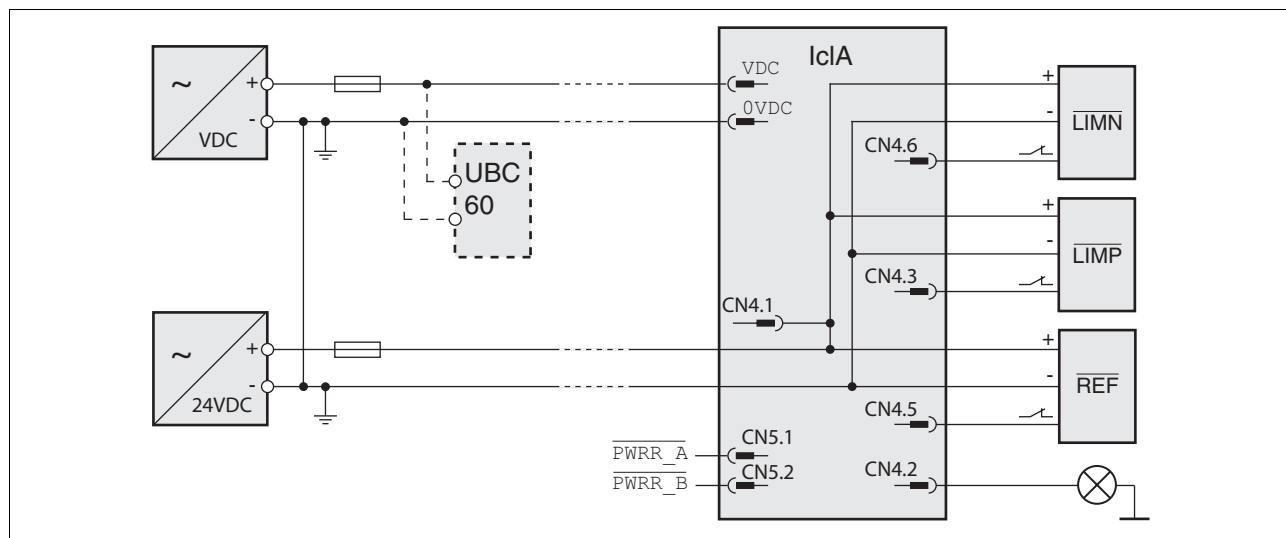 IclA
+
-
VDC
VDC
0VDC
UBC
60
+
-
LIMN
CN4.6
+
-
LIMP
CN4.3
CN4.1
+
-
24VDC
+
-
REF
CN4.5
PWRR_A
CN5.1
PWRR_B
CN5.2
CN4.2